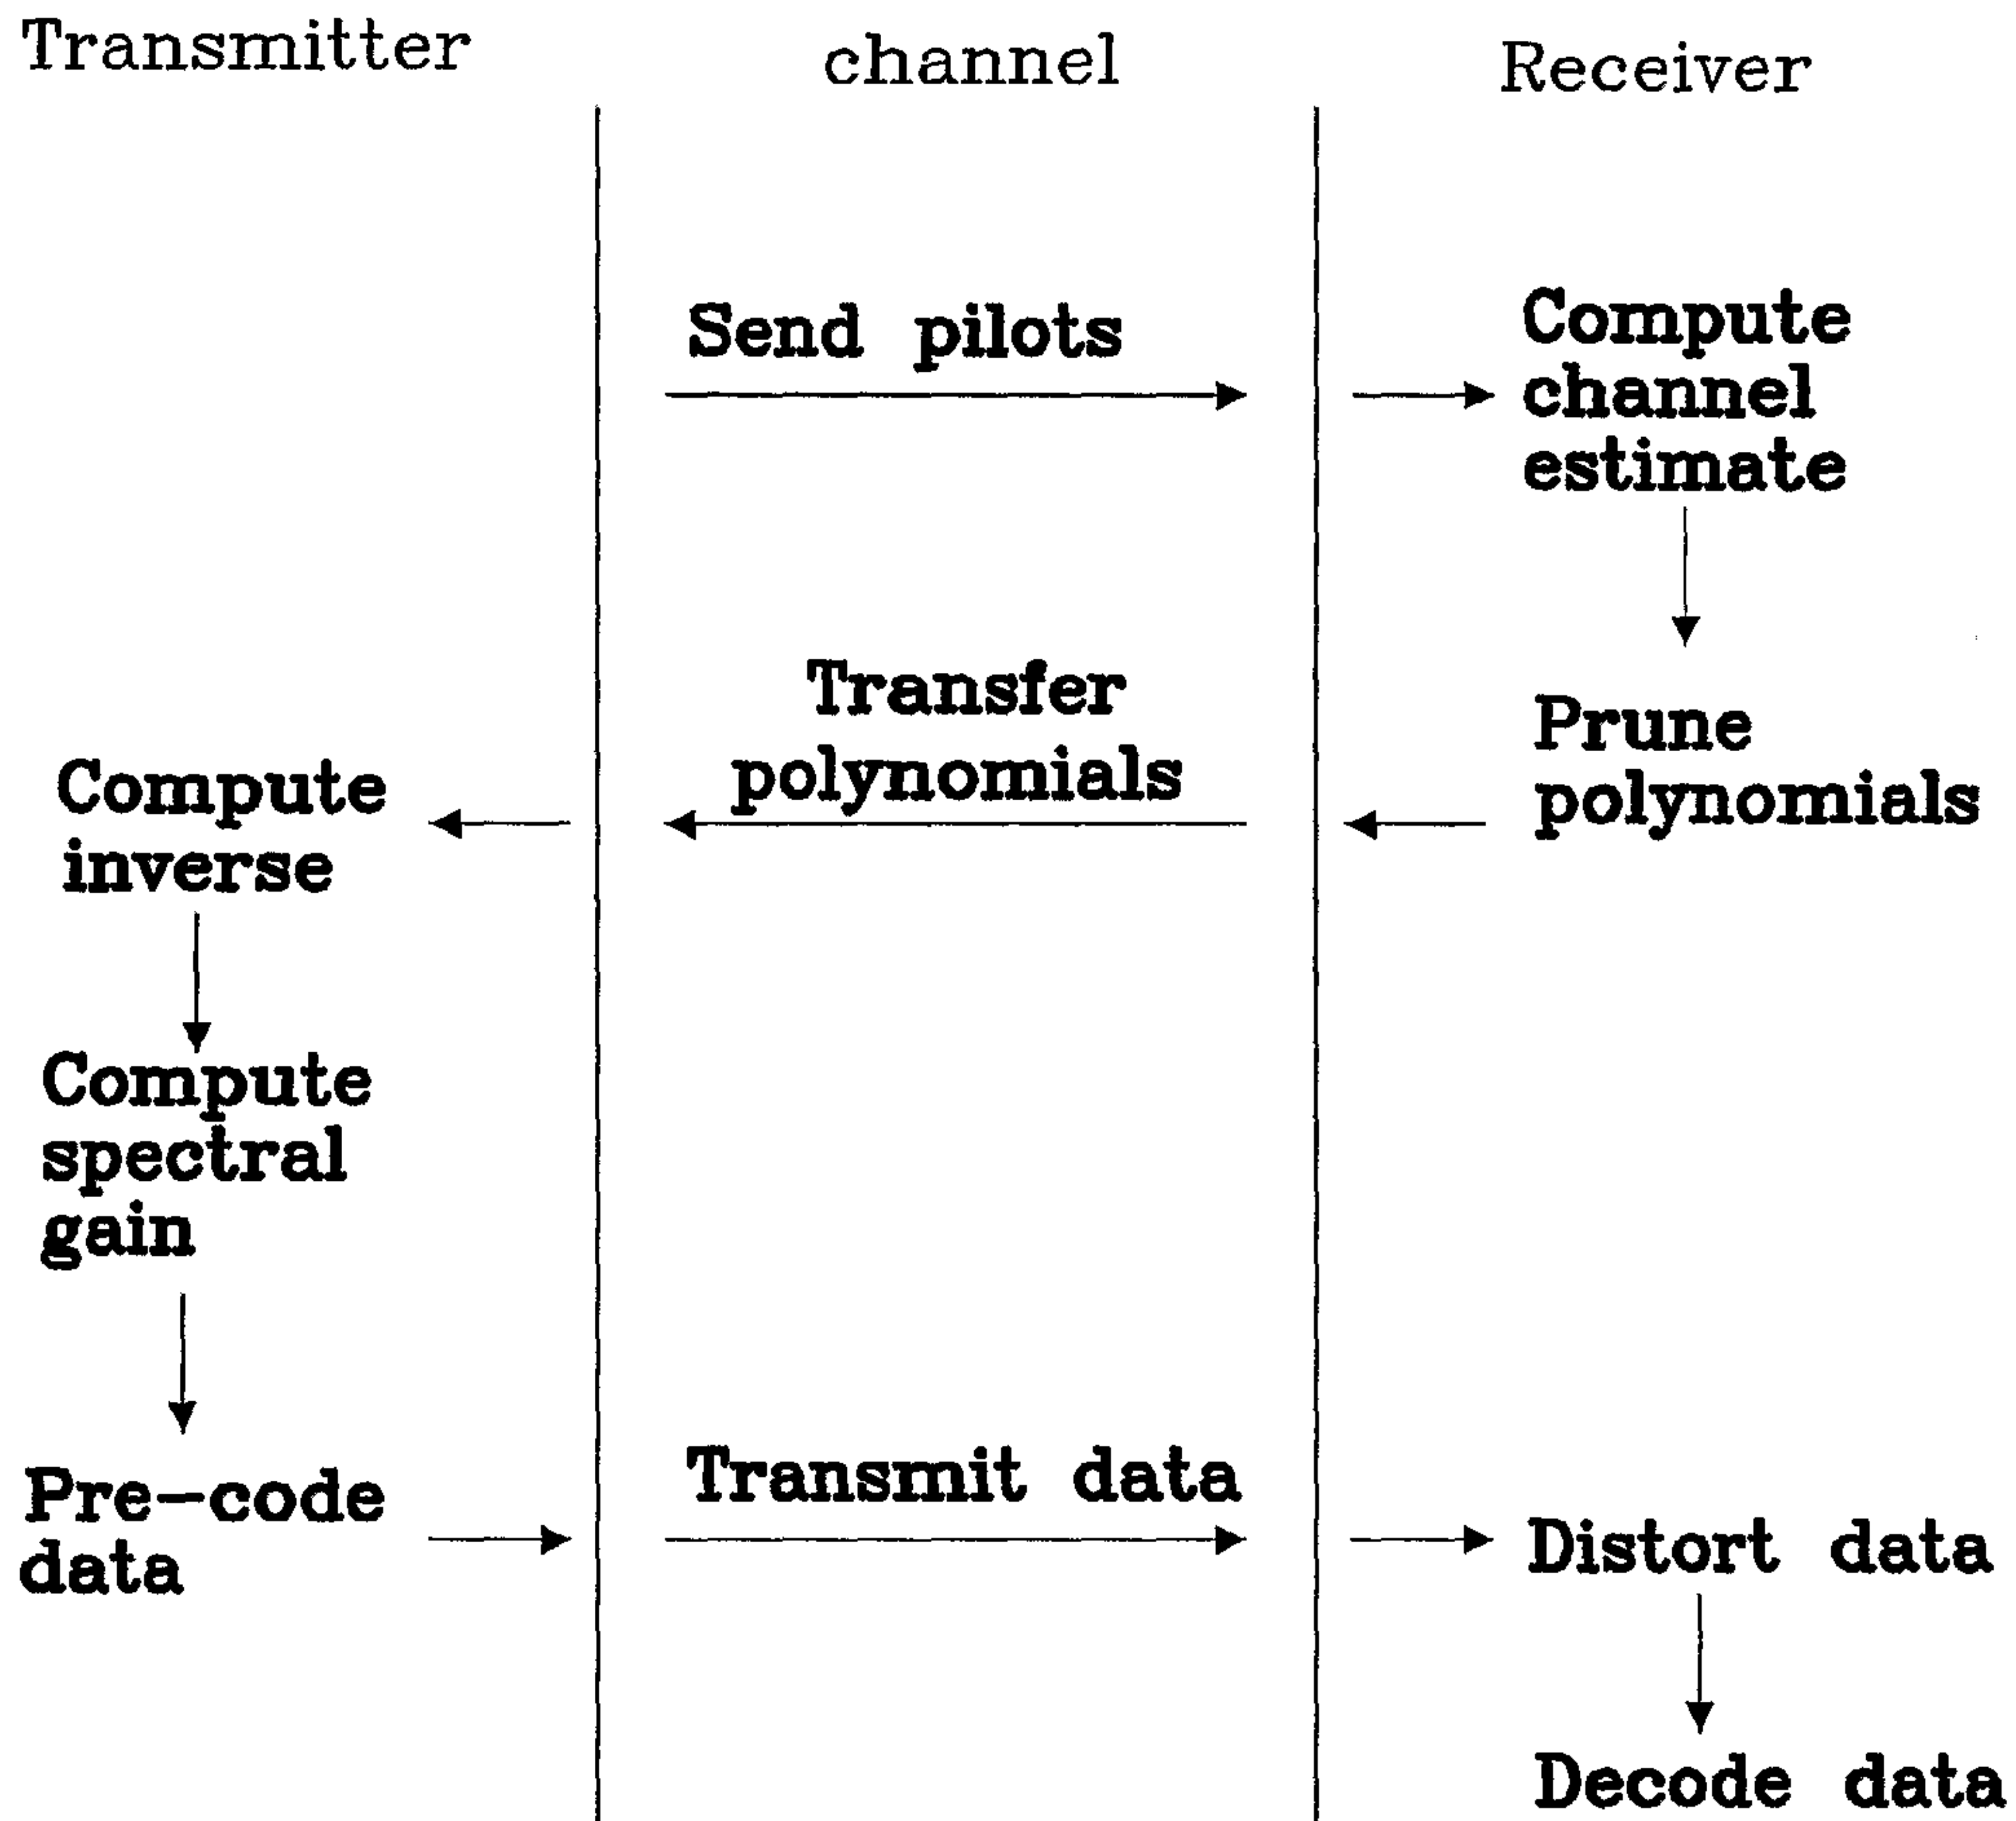 Transmitter
channel
Receiver
Send pilots
Compute
channel
estimate
Prune
polynomials
Transfer
polynomials
Compute
inverse
Compute
spectral
gain
Pre-code
data
Transmit data
Distort data
Decode data